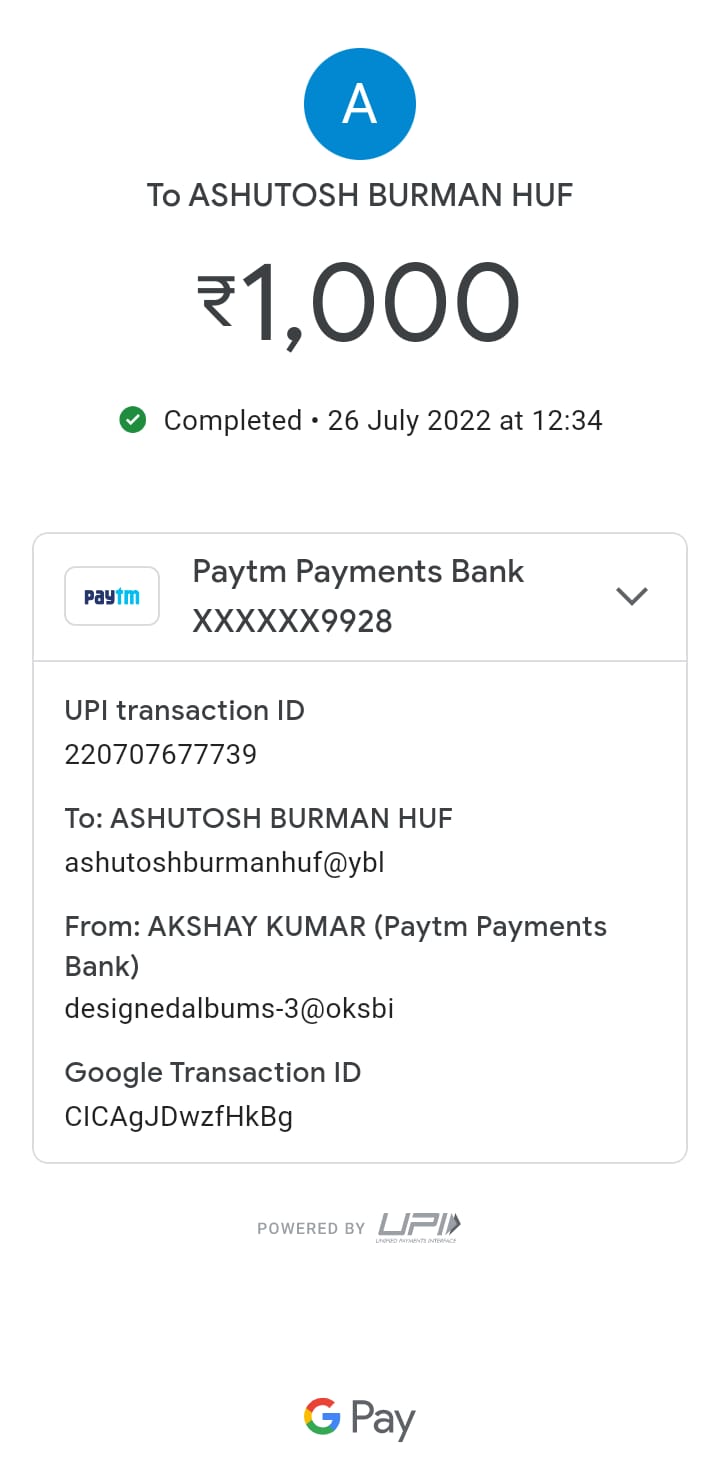 A
To ASHUTOSH BURMAN HUF
₹1,000
Completed • 26 July 2022 at 12:34
paytm
Paytm Payments Bank
XXXXXX9928
UPI transaction ID
220707677739
To: ASHUTOSH BURMAN HUF
ashutoshburmanhuf@ybl
From: AKSHAY KUMAR (Paytm Payments
Bank)
designedalbums-3@oksbi
Google Transaction ID
CICAgJDwzfHkBg
POWERED BY UPI
UNIFIED PAYMENTS INTERFACE
G Pay